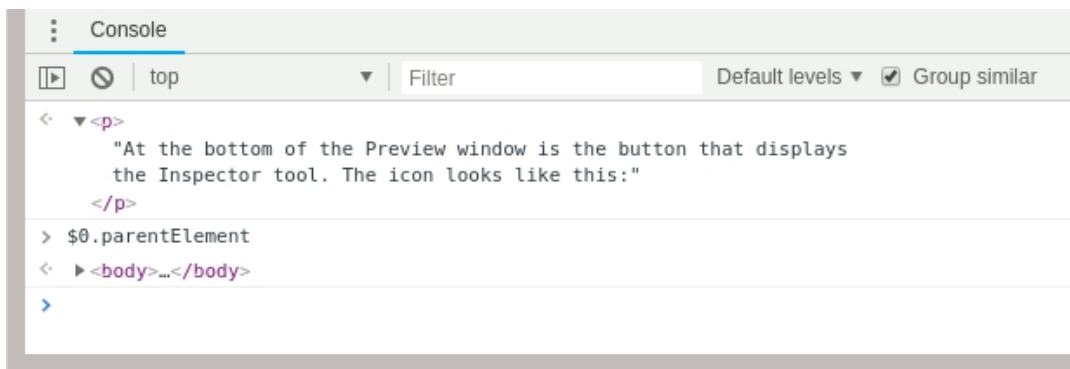 Console
top Filter Default levels Group similar
<p>
"At the bottom of the Preview window is the button that displays
the Inspector tool. The icon looks like this:"
</p>
> $0.parentElement
<body>…</body>
>